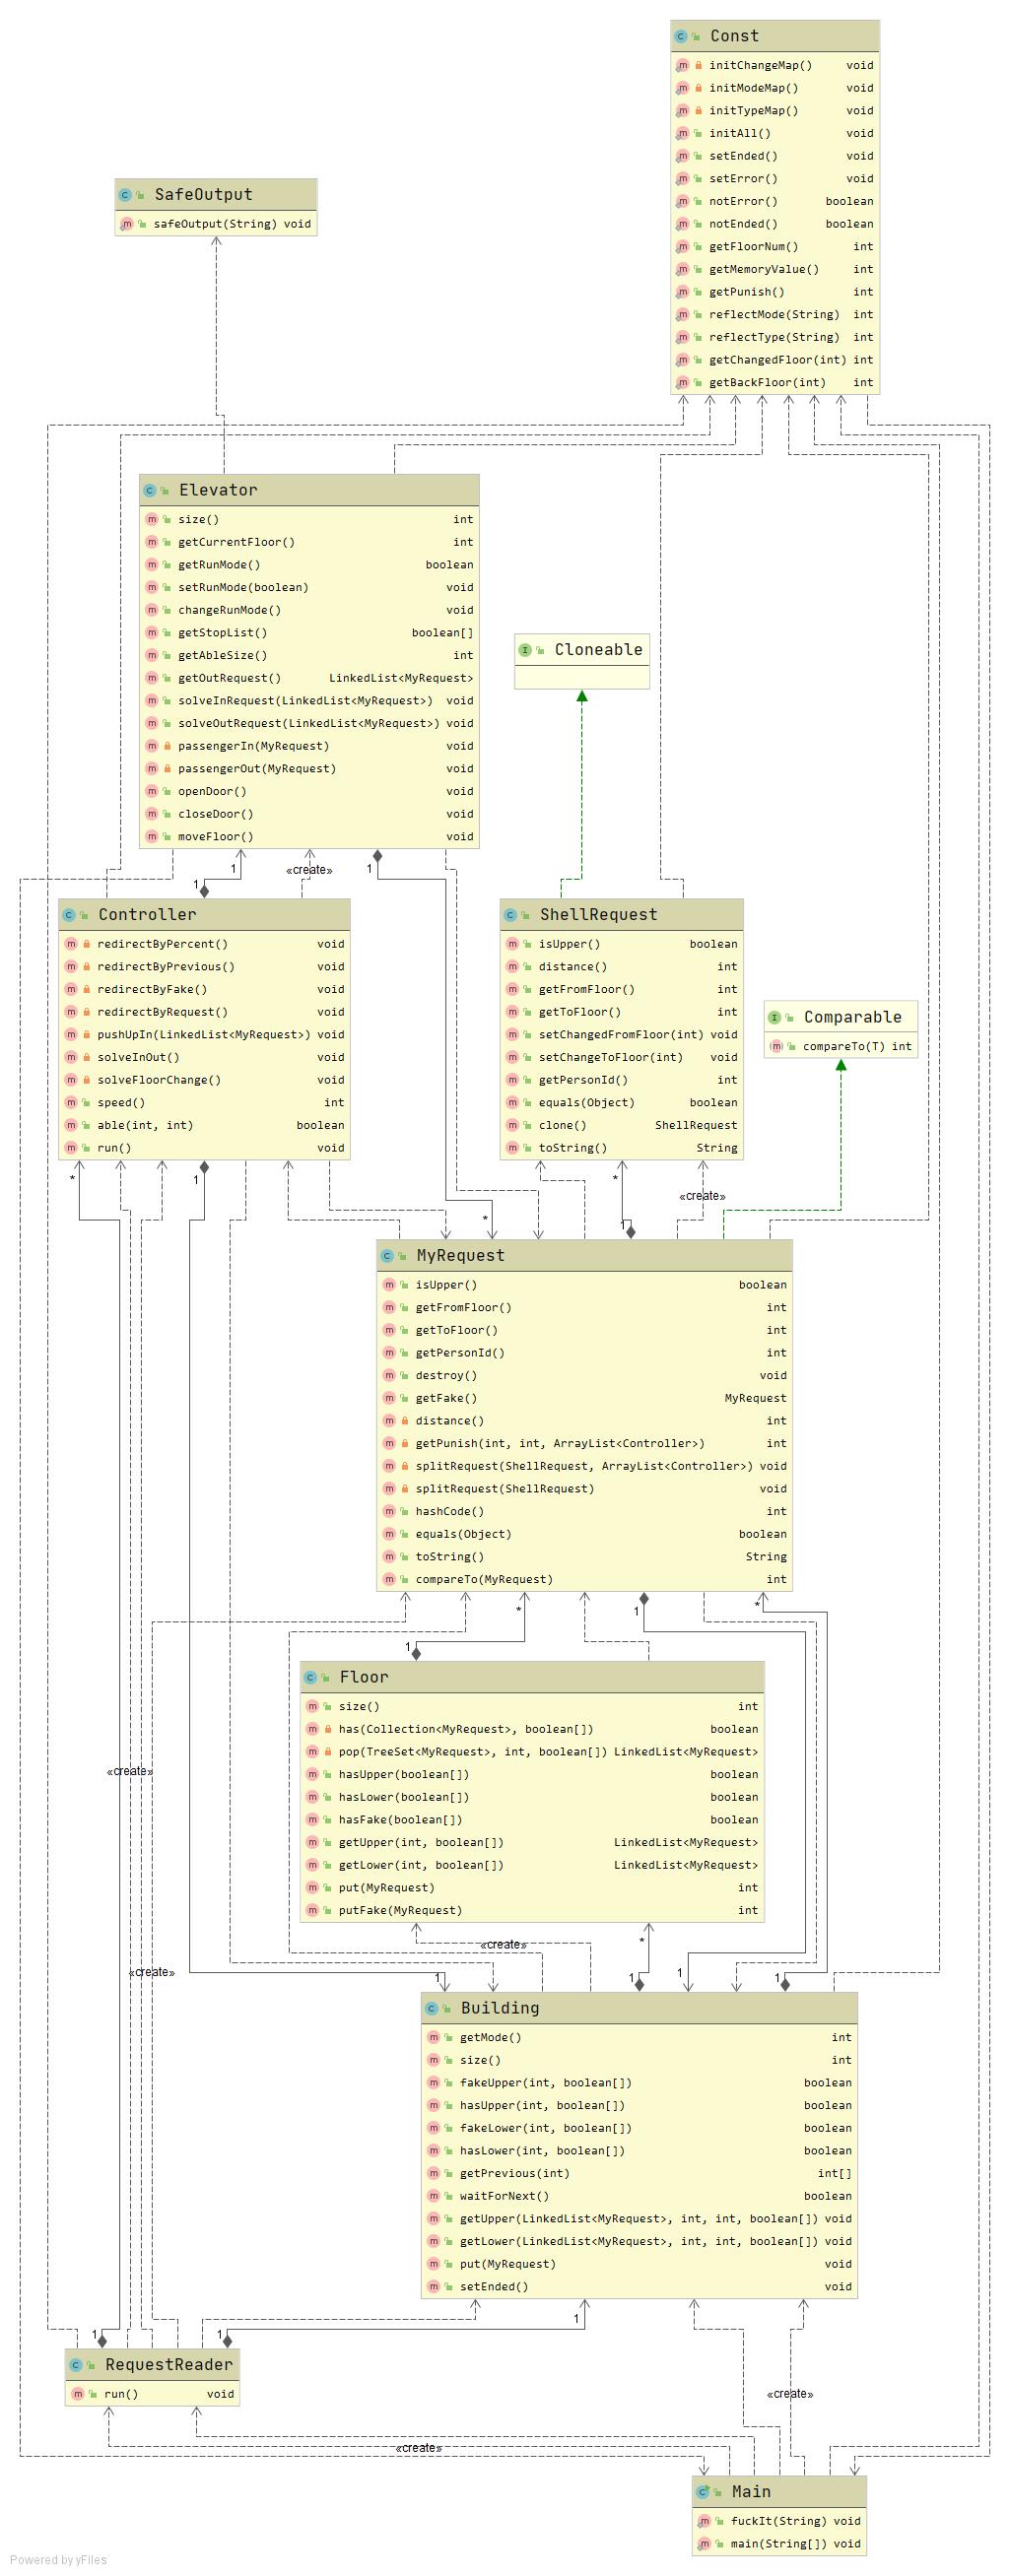 Const
initChangeMap() void
initModeMap() void
initTypeMap() void
initAll() void
setEnded() void
setError() void
notError() boolean
notEnded() boolean
getFloorNum() int
getMemoryValue() int
getPunish() int
reflectMode(String) int
reflectType(String) int
getChangedFloor(int) int
getBackFloor(int) int
SafeOutput
safeOutput(String) void
Elevator
size() int
getCurrentFloor() int
getRunMode() boolean
setRunMode(boolean) void
changeRunMode() void
getStopList() boolean[]
getAbleSize() int
getOutRequest() LinkedList<MyRequest>
solveInRequest(LinkedList<MyRequest>) void
solveOutRequest(LinkedList<MyRequest>) void
passengerIn(MyRequest) void
passengerOut(MyRequest) void
openDoor() void
closeDoor() void
moveFloor() void
Cloneable
1 1 «create» 1
Controller
redirectByPercent() void
redirectByPrevious() void
redirectByFake() void
redirectByRequest() void
pushUpIn(LinkedList<MyRequest>) void
solveInOut() void
solveFloorChange() void
speed() int
able(int, int) boolean
run() void
ShellRequest
isUpper() boolean
distance() int
getFromFloor() int
getToFloor() int
setChangedFromFloor(int) void
setChangeToFloor(int) void
getPersonId() int
equals(Object) boolean
clone() ShellRequest
toString() String
Comparable
compareTo(T) int
* 1 * «create»
* 1
MyRequest
isUpper() boolean
getFromFloor() int
getToFloor() int
getPersonId() int
destroy() void
getFake() MyRequest
distance() int
getPunish(int, int, ArrayList<Controller>) int
splitRequest(ShellRequest, ArrayList<Controller>) void
splitRequest(ShellRequest) void
hashCode() int
equals(Object) boolean
toString() String
compareTo(MyRequest) int
* 1 *
1
Floor
size() int
has(Collection<MyRequest>, boolean[]) boolean
pop(TreeSet<MyRequest>, int, boolean[]) LinkedList<MyRequest>
hasUpper(boolean[]) boolean
hasLower(boolean[]) boolean
hasFake(boolean[]) boolean
getUpper(int, boolean[]) LinkedList<MyRequest>
getLower(int, boolean[]) LinkedList<MyRequest>
put(MyRequest) int
putFake(MyRequest) int
«create»
«create» *
«create» 1 1 1 1
Building
getMode() int
size() int
fakeUpper(int, boolean[]) boolean
hasUpper(int, boolean[]) boolean
fakeLower(int, boolean[]) boolean
hasLower(int, boolean[]) boolean
getPrevious(int) int[]
waitForNext() boolean
getUpper(LinkedList<MyRequest>, int, int, boolean[]) void
getLower(LinkedList<MyRequest>, int, int, boolean[]) void
put(MyRequest) void
setEnded() void
1
1 1
RequestReader
run() void
«create»
«create»
Main
fuckIt(String) void
main(String[]) void
Powered by yFiles